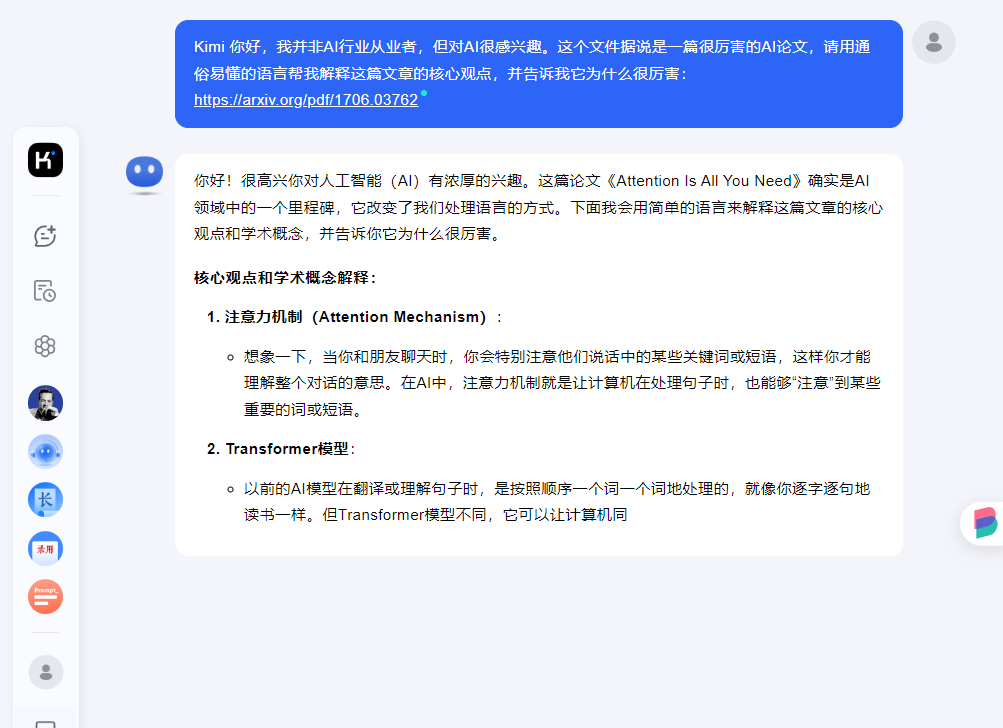 Kimi 你好，我并非AI行业从业者，但对AI很感兴趣。这个文件据说是一篇很厉害的AI论文，请用通
俗易懂的语言帮我解释这篇文章的核心观点，并告诉我它为什么很厉害：
https://arxiv.org/pdf/1706.03762
K
你好！很高兴你对人工智能（AI）有浓厚的兴趣。这篇论文《Attention Is All You Need》确实是AI
领域中的一个里程碑，它改变了我们处理语言的方式。下面我会用简单的语言来解释这篇文章的核心
观点和学术概念，并告诉你它为什么很厉害。
核心观点和学术概念解释：
1. 注意力机制（Attention Mechanism）：
想象一下，当你和朋友聊天时，你会特别注意他们说话中的某些关键词或短语，这样你才能
理解整个对话的意思。在AI中，注意力机制就是让计算机在处理句子时，也能够“注意”到某些
重要的词或短语。
2. Transformer模型：
以前的AI模型在翻译或理解句子时，是按照顺序一个词一个词地处理的，就像你逐字逐句地
读书一样。但Transformer模型不同，它可以让计算机同
长
Prompt_